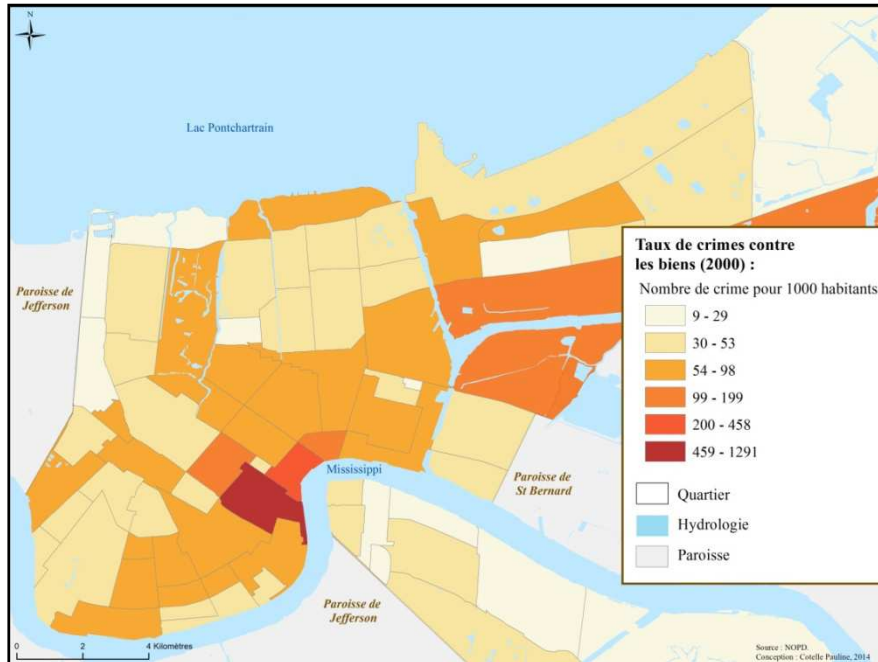 N
Lac Pontchartrain
Paroisse de
Jefferson
Mississippi
Paroisse de
St Bernard
Paroisse de
Jefferson
Taux de crimes contre
les biens (2000) :
Nombre de crime pour 1000 habitants
9 - 29
30 - 53
54 - 98
99 - 199
200 - 458
459 - 1291
Quartier
Hydrologie
Paroisse
0 2 4 Kilomètres
Source : NOPD.
Conception : Cotelle Pauline, 2014